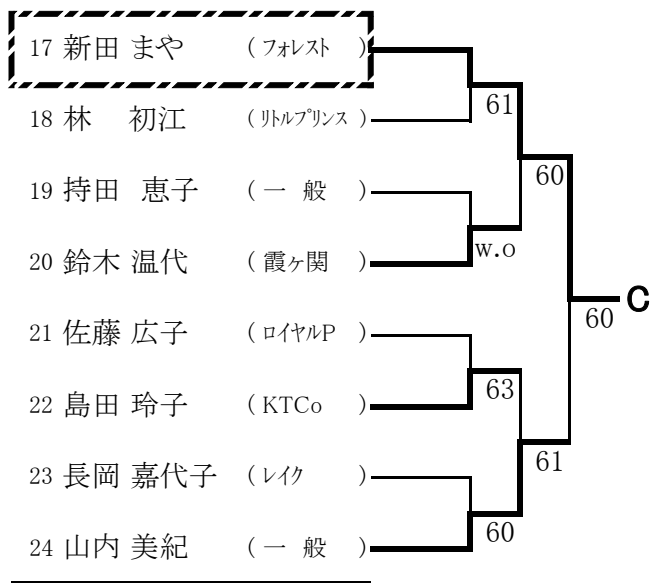 17 新田 まや （フォレスト ）
18 林 初江 （リトルプリンス）
61
19 持田 恵子 （一 般 ）
60
20 鈴木 温代 （霞ヶ関 ）
w.o
C
60
21 佐藤 広子 （ロイヤルP ）
22 島田 玲子 （KTCo ）
63
23 長岡 嘉代子 （レイク ）
61
24 山内 美紀 （一 般 ）
60